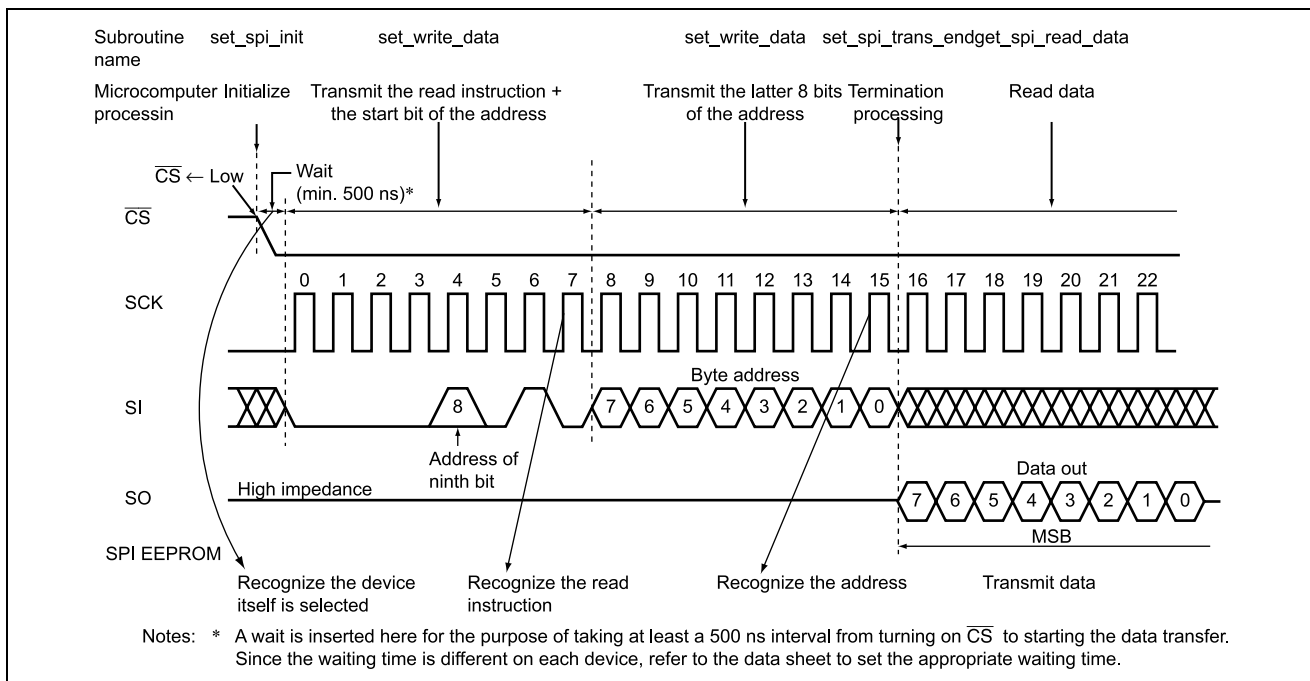 Subroutine name
set_spi_init
set_write_data
set_write_data
set_spi_trans_endget_spi_read_data
Microcomputer processin
Initialize
Transmit the read instruction +
the start bit of the address
Transmit the latter 8 bits
of the address
Termination
processing
Read data
CS ← Low
Wait
(min. 500 ns)*
CS
0 1 2 3 4 5 6 7 8 9 10 11 12 13 14 15 16 17 18 19 20 21 22
SCK
Byte address
SI
8
7 6 5 4 3 2 1 0
Address of
ninth bit
Data out
SO
High impedance
7 6 5 4 3 2 1 0
MSB
SPI EEPROM
Recognize the device
itself is selected
Recognize the read
instruction
Recognize the address
Transmit data
Notes: * A wait is inserted here for the purpose of taking at least a 500 ns interval from turning on CS to starting the data transfer.
Since the waiting time is different on each device, refer to the data sheet to set the appropriate waiting time.